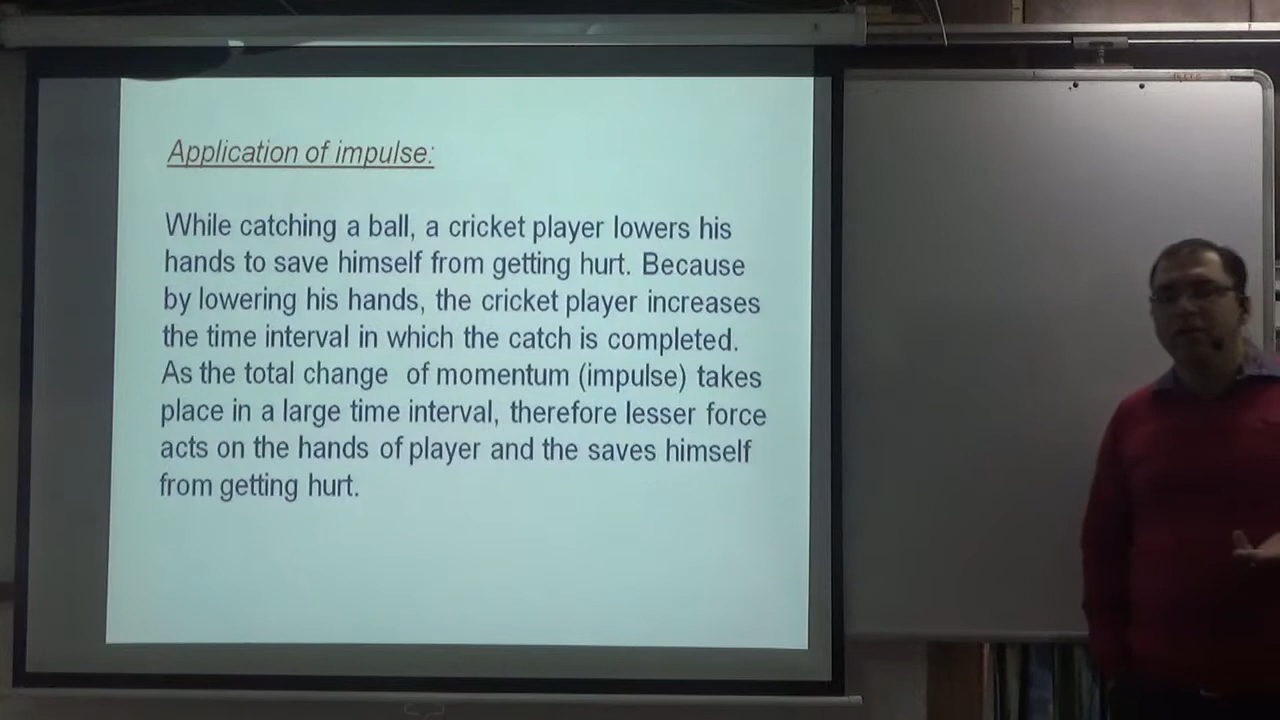 Application of impulse:
While catching a ball, a cricket player lowers his
hands to save himself from getting hurt. Because
by lowering his hands, the cricket player increases
the time interval in which the catch is completed.
As the total change of momentum (impulse) takes
place in a large time interval, therefore lesser force
acts on the hands of player and the saves himself
from getting hurt.